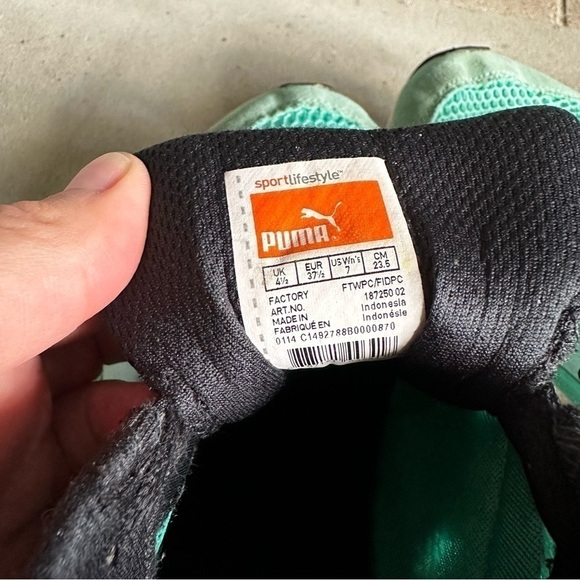 sportlifestyle™
PUMA®
UK EUR US Wn's CM
4½ 37½ 7 23.5
FACTORY FTWPC/FIDPC
ART.NO. 187250 02
MADE IN Indonesia
FABRIQUÉ EN Indonésie
0114 C1492788B0000870